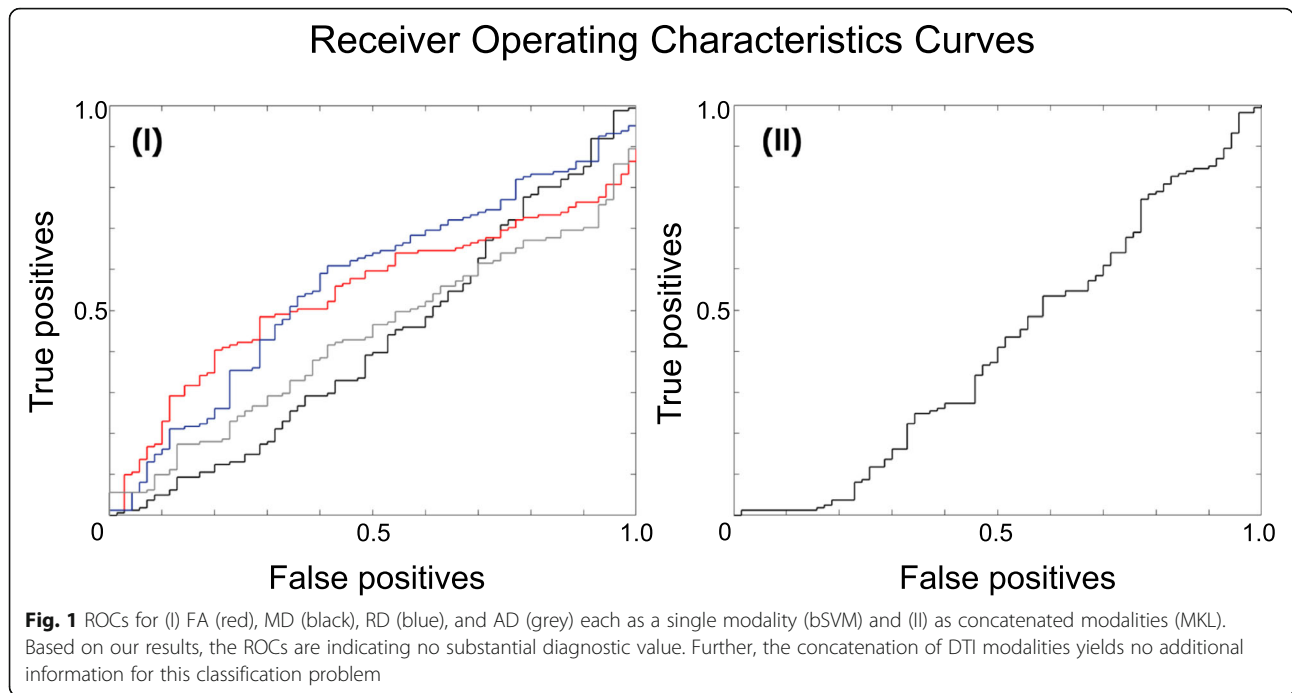 Receiver Operating Characteristics Curves
(I)
1.0
0.5
0
0.5
1.0
True positives
False positives
(II)
1.0
0.5
0
0.5
1.0
True positives
False positives
Fig. 1 ROCs for (I) FA (red), MD (black), RD (blue), and AD (grey) each as a single modality (bSVM) and (II) as concatenated modalities (MKL).
Based on our results, the ROCs are indicating no substantial diagnostic value. Further, the concatenation of DTI modalities yields no additional
information for this classification problem